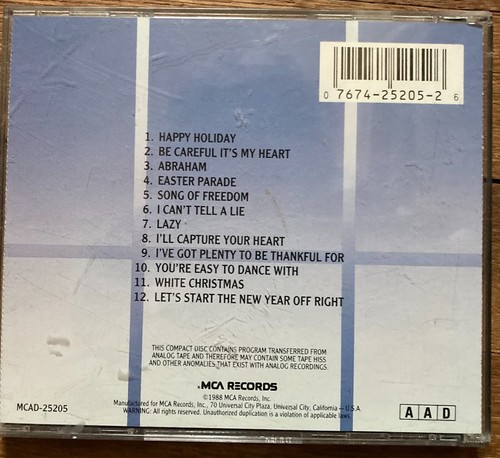 0 7674-25205-2 6
1. HAPPY HOLIDAY
2. BE CAREFUL IT'S MY HEART
3. ABRAHAM
4. EASTER PARADE
5. SONG OF FREEDOM
6. I CAN'T TELL A LIE
7. LAZY
8. I'LL CAPTURE YOUR HEART
9. I'VE GOT PLENTY TO BE THANKFUL FOR
10. YOU'RE EASY TO DANCE WITH
11. WHITE CHRISTMAS
12. LET'S START THE NEW YEAR OFF RIGHT
THIS COMPACT DISC CONTAINS PROGRAM TRANSFERRED FROM
ANALOG TAPE AND THEREFORE MAY CONTAIN SOME TAPE HISS
AND OTHER ANOMALIES THAT EXIST WITH ANALOG RECORDINGS.
MCA RECORDS
©1988 MCA Records, Inc.
Manufactured for MCA Records, Inc., 70 Universal City Plaza, Universal City, California — U.S.A.
WARNING: All rights reserved. Unauthorized duplication is a violation of applicable laws.
MCAD-25205
A A D